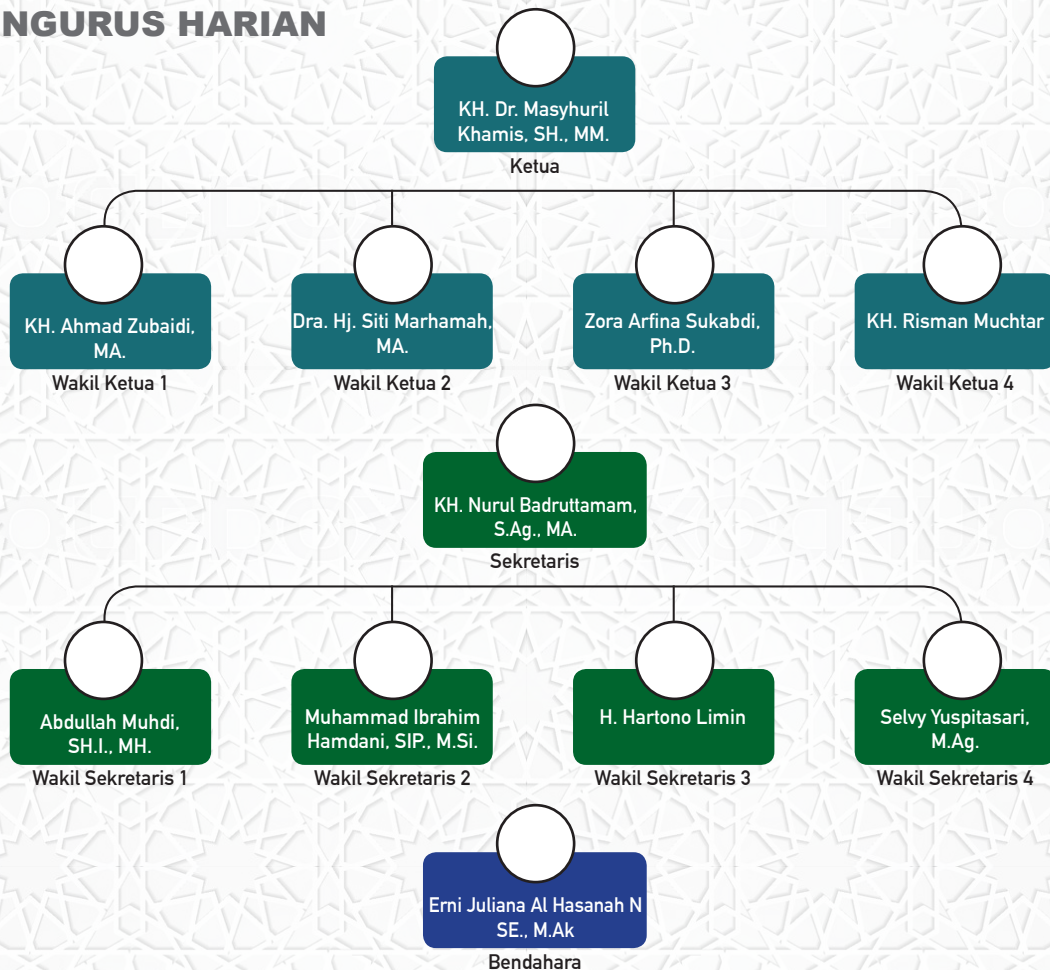 NGURUS HARIAN
KH. Dr. Masyhuril
Khamis, SH., MM.
Ketua
KH. Ahmad Zubaidi,
MA.
Wakil Ketua 1
Dra. Hj. Siti Marhamah,
MA.
Wakil Ketua 2
Zora Arfina Sukabdi,
Ph.D.
Wakil Ketua 3
KH. Risman Muchtar
Wakil Ketua 4
KH. Nurul Badruttamam,
S.Ag., MA.
Sekretaris
Abdullah Muhdi,
SH.I., MH.
Wakil Sekretaris 1
Muhammad Ibrahim
Hamdani, SIP., M.Si.
Wakil Sekretaris 2
H. Hartono Limin
Wakil Sekretaris 3
Selvy Yuspitasari,
M.Ag.
Wakil Sekretaris 4
Erni Juliana Al Hasanah N
SE., M.Ak
Bendahara